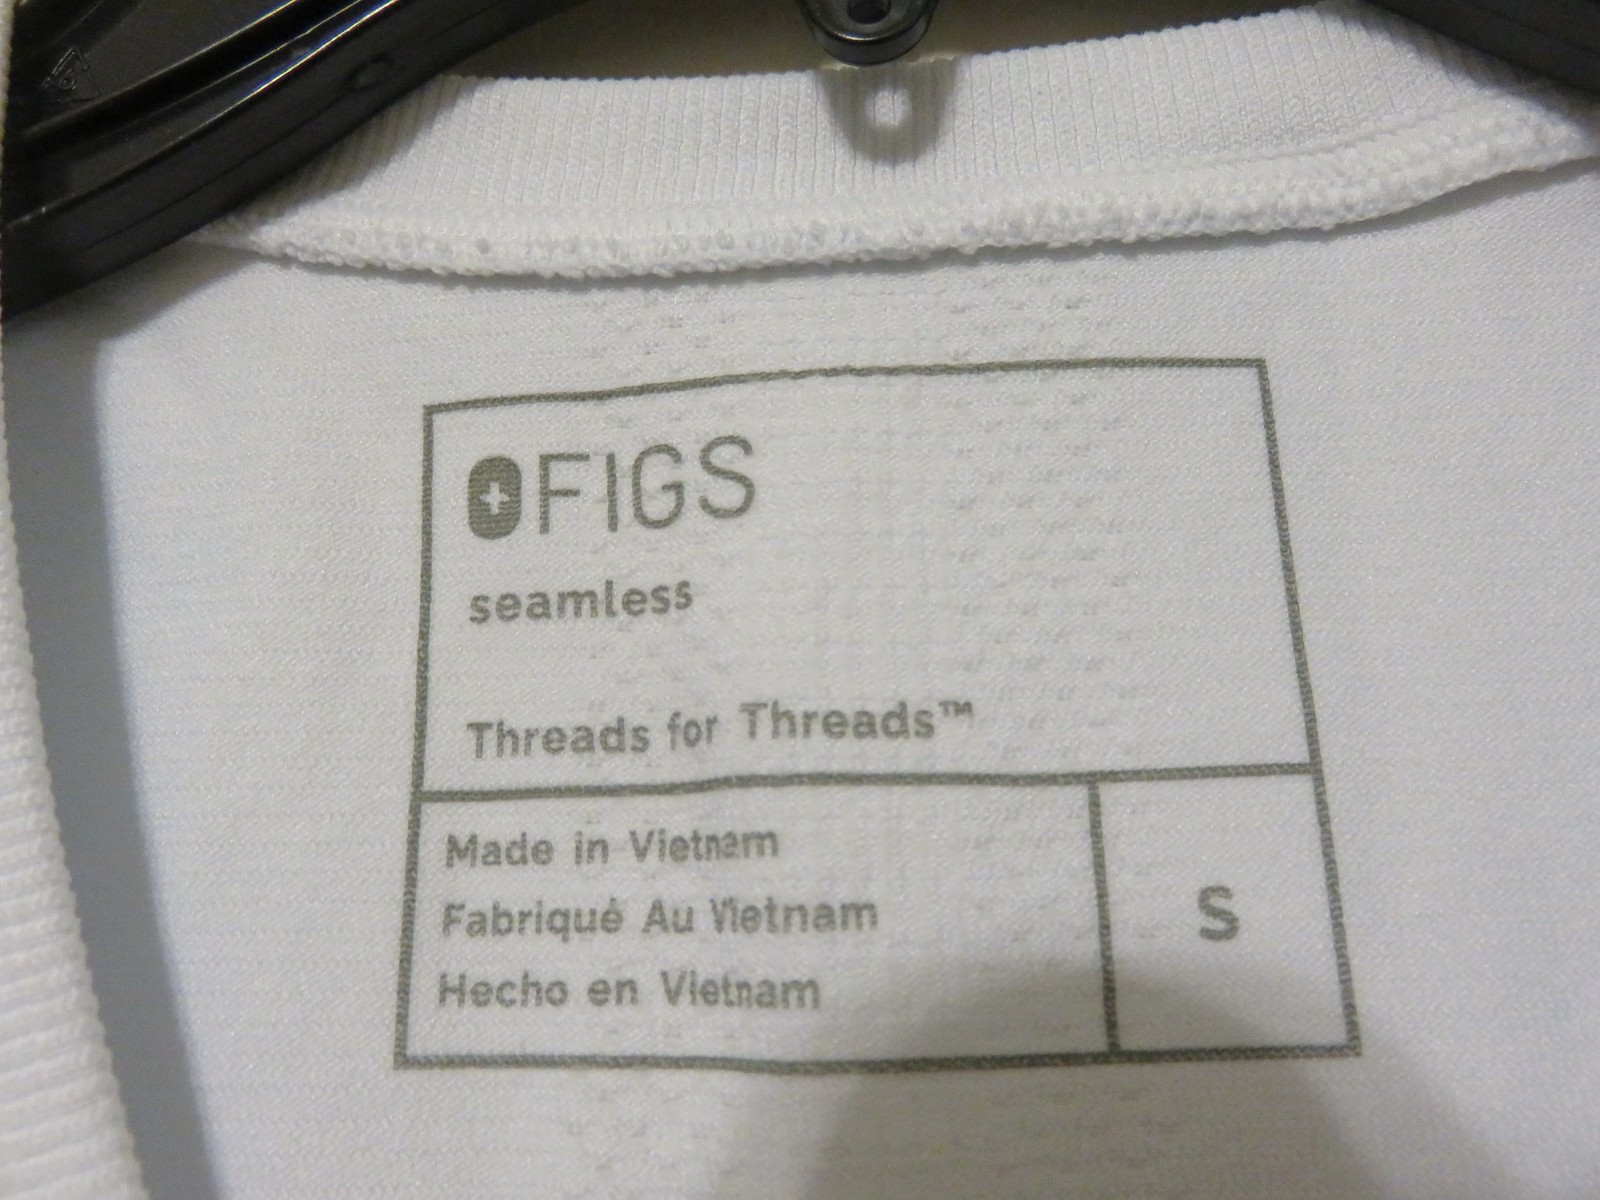 FIGS
seamless
Threads for Threads™
Made in Vietnam
Fabriqué Au Vietnam
Hecho en Vietnam
S